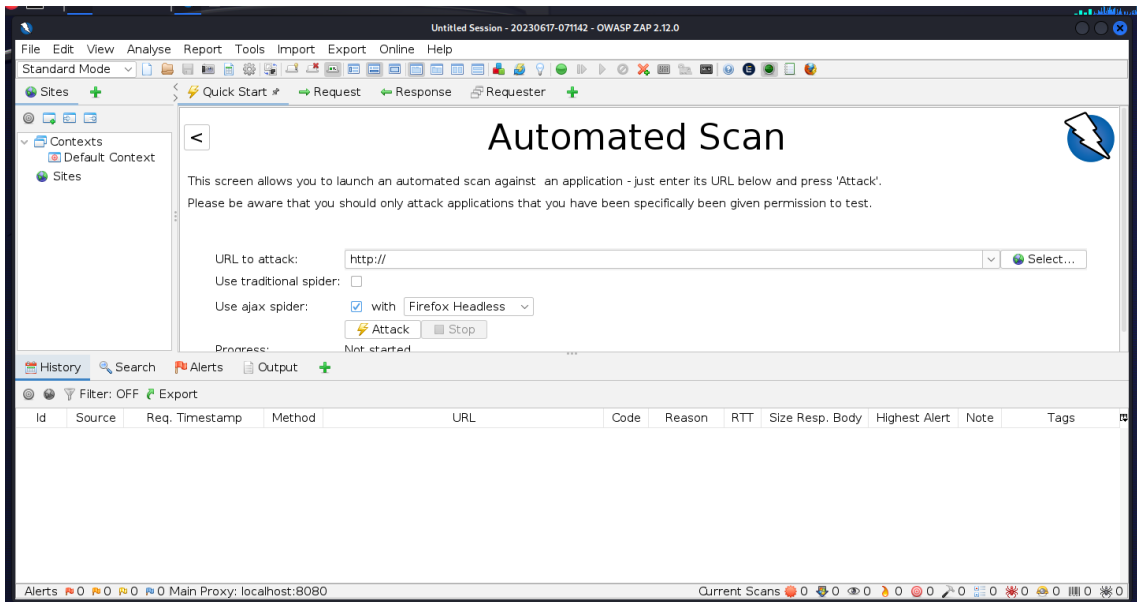 Untitled Session - 20230617-071142 - OWASP ZAP 2.12.0
File Edit View Analyse Report Tools Import Export Online Help
Standard Mode
Sites
Quick Start Request Response Requester
Contexts
Default Context
Sites
<
Automated Scan
This screen allows you to launch an automated scan against an application - just enter its URL below and press 'Attack'.
Please be aware that you should only attack applications that you have been specifically been given permission to test.
URL to attack: http:// Select...
Use traditional spider:
Use ajax spider: with Firefox Headless
Attack Stop
Progress: Not started
History Search Alerts Output
Filter: OFF Export
Id Source Req. Timestamp Method URL Code Reason RTT Size Resp. Body Highest Alert Note Tags
Alerts 0 0 0 0 Main Proxy: localhost:8080 Current Scans 0 0 0 0 0 0 0 0 0 0 0